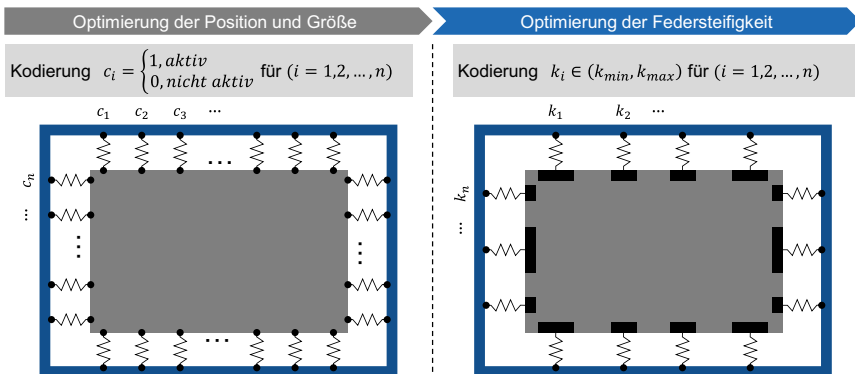 Optimierung der Position und Größe
Optimierung der Federsteifigkeit
Kodierung c_i = {1, aktiv
0, nicht aktiv für (i = 1,2, …, n)
Kodierung k_i ∈ (k_min, k_max) für (i = 1,2, …, n)
c_1 c_2 c_3 …
c_n
…
…
…
⋮
⋮
k_1 k_2 …
k_n
…